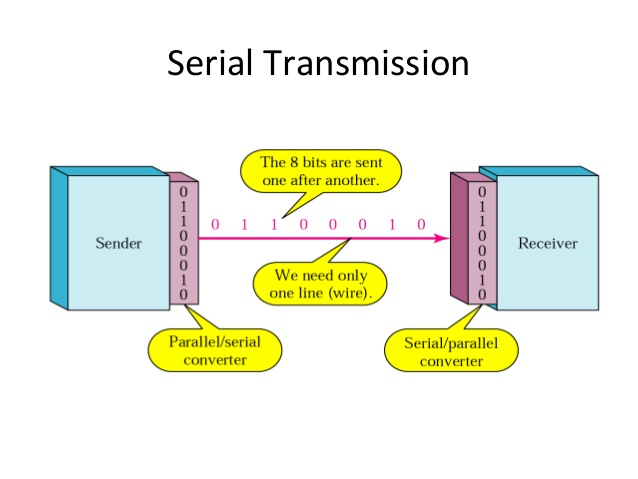 Serial Transmission
The 8 bits are sent
one after another.
0 1 1 0 0 0 1 0
Sender
0
1
1
0
0
0
1
0
We need only
one line (wire).
0
1
1
0
0
0
1
0
Receiver
Parallel/serial
converter
Serial/parallel
converter